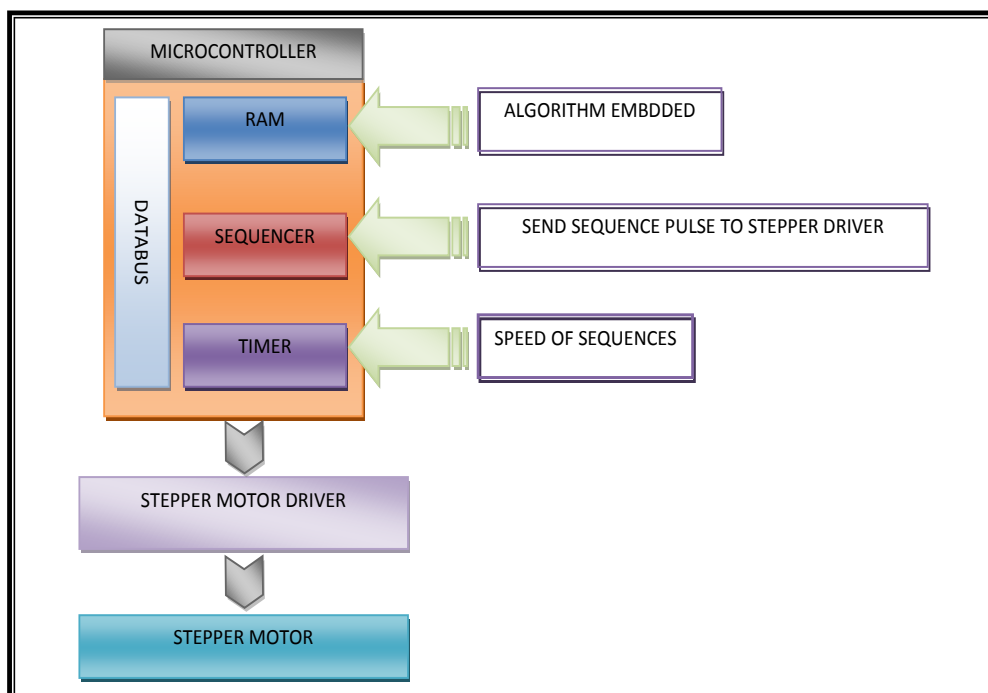 MICROCONTROLLER
RAM
ALGORITHM EMBDDED
DATABUS
SEQUENCER
SEND SEQUENCE PULSE TO STEPPER DRIVER
TIMER
SPEED OF SEQUENCES
STEPPER MOTOR DRIVER
STEPPER MOTOR